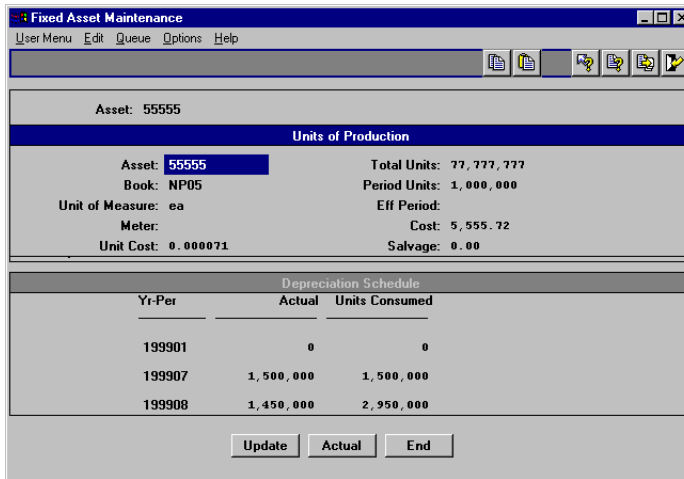 Fixed Asset Maintenance
User Menu Edit Queue Options Help
Asset: 55555
Units of Production
Asset: 55555 Total Units: 77,777,777
Book: NP05 Period Units: 1,000,000
Unit of Measure: ea Eff Period:
Meter: Cost: 5,555.72
Unit Cost: 0.000071 Salvage: 0.00
Depreciation Schedule
Yr-Per Actual Units Consumed
199901 0 0
199907 1,500,000 1,500,000
199908 1,450,000 2,950,000
Update Actual End